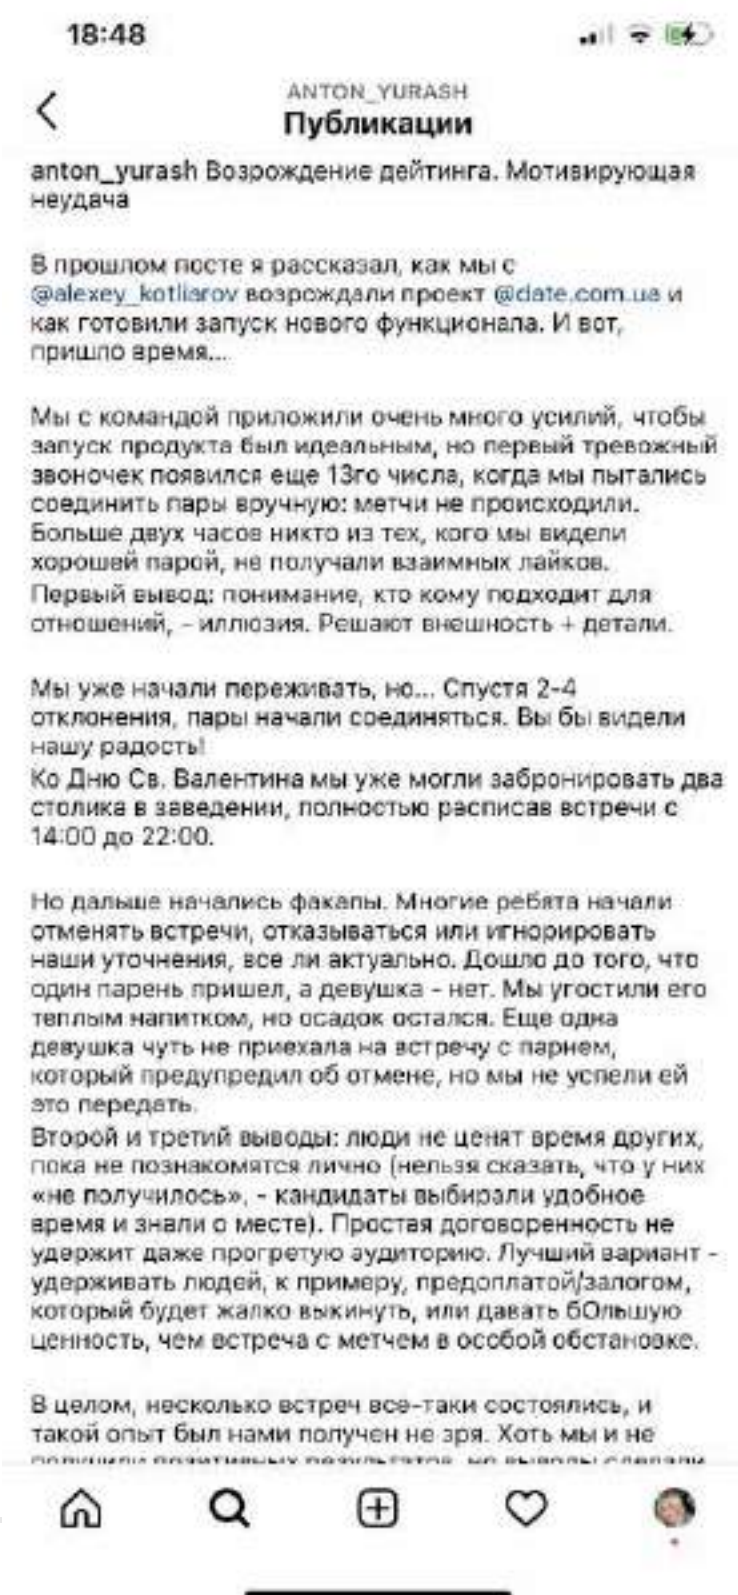 18:48
ANTON_YURASH
Публикации
anton_yurash Возрождение дейтинга. Мотивирующая
неудача
В прошлом посте я рассказал, как мы с
@alexey_kotliarov возрождали проект @date.com.ua и
как готовили запуск нового функционала. И вот,
пришло время...
Мы с командой приложили очень много усилий, чтобы
запуск продукта был идеальным, но первый тревожный
звоночек появился еще 13го числа, когда мы пытались
соединить пары вручную: метчи не происходили.
Больше двух часов никто из тех, кого мы видели
хорошей парой, не получали взаимных лайков.
Первый вывод: понимание, кто кому подходит для
отношений, – иллюзия. Решают внешность + детали.
Мы уже начали переживать, но... Спустя 2-4
отклонения, пары начали соединяться. Вы бы видели
нашу радость!
Ко Дню Св. Валентина мы уже могли забронировать два
столика в заведении, полностью расписав встречи с
14:00 до 22:00.
Но дальше начались факапы. Многие ребята начали
отменять встречи, отказываться или игнорировать
наши уточнения, все ли актуально. Дошло до того, что
один парень пришел, а девушка – нет. Мы угостили его
теплым напитком, но осадок остался. Еще одна
девушка чуть не приехала на встречу с парнем,
который предупредил об отмене, но мы не успели ей
это передать.
Второй и третий выводы: люди не ценят время других,
пока не познакомятся лично (нельзя сказать, что у них
«не получилось», - кандидаты выбирали удобное
время и знали о месте). Простая договоренность не
удержит даже прогретую аудиторию. Лучший вариант -
удерживать людей, к примеру, предоплатой/залогом,
который будет жалко выкинуть, или давать бОльшую
ценность, чем встреча с метчем в особой обстановке.
В целом, несколько встреч все-таки состоялись, и
такой опыт был нами получен не зря. Хоть мы и не
получили позитивных результатов, но выводы сделали